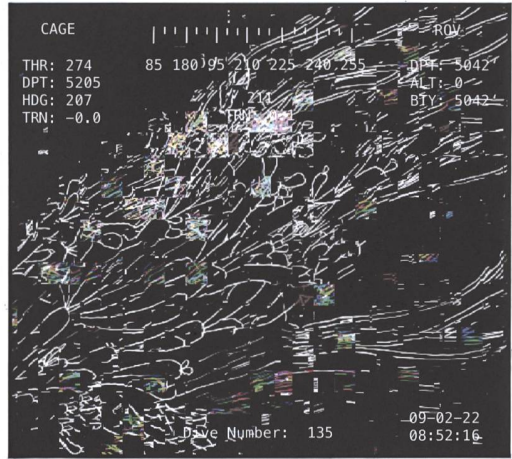 CAGE
ROV
THR: 274
85 180 195 210 225 240 255
DPT: 5042'
DPT: 5205
ALT: 0
HDG: 207
211
BTY: 5042'
TRN: -0.0
Dive Number: 135
09-02-22
08:52:16